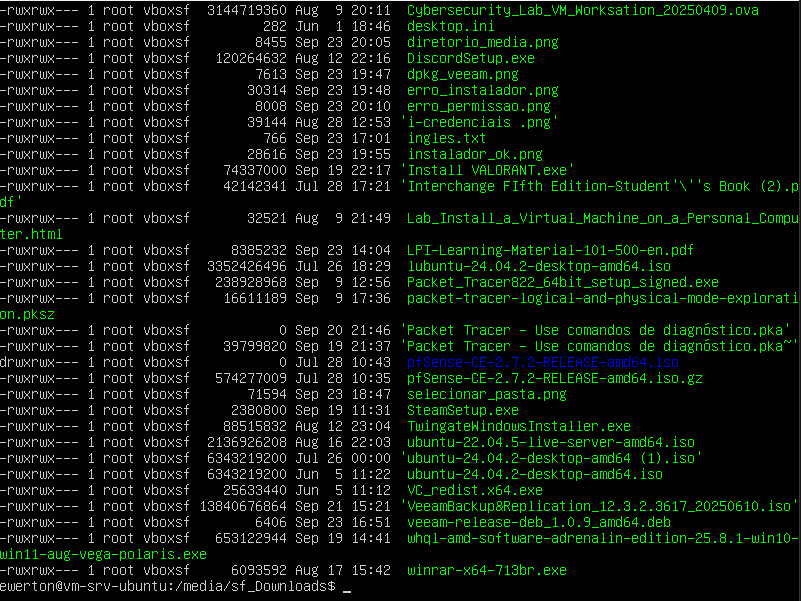 -rwxrwx--- 1 root vboxsf  3144719360 Aug  9 20:11  Cybersecurity_Lab_VM_Worksation_20250409.ova
-rwxrwx--- 1 root vboxsf         282 Jun  1 18:46  desktop.ini
-rwxrwx--- 1 root vboxsf        8455 Sep 23 20:05  diretorio_media.png
-rwxrwx--- 1 root vboxsf   120264632 Aug 12 22:16  DiscordSetup.exe
-rwxrwx--- 1 root vboxsf        7613 Sep 23 19:47  dpkg_veeam.png
-rwxrwx--- 1 root vboxsf       30314 Sep 23 19:48  erro_instalador.png
-rwxrwx--- 1 root vboxsf        8008 Sep 23 20:10  erro_permissao.png
-rwxrwx--- 1 root vboxsf       39144 Aug 28 12:53 'i-credenciais .png'
-rwxrwx--- 1 root vboxsf         766 Sep 23 17:01  ingles.txt
-rwxrwx--- 1 root vboxsf       28616 Sep 23 19:55  instalador_ok.png
-rwxrwx--- 1 root vboxsf    74337000 Sep 19 22:17 'Install VALORANT.exe'
-rwxrwx--- 1 root vboxsf    42142341 Jul 28 17:21 'Interchange FIfth Edition-Student'\''s Book (2).p
df'
-rwxrwx--- 1 root vboxsf       32521 Aug  9 21:49  Lab_Install_a_Virtual_Machine_on_a_Personal_Compu
ter.html
-rwxrwx--- 1 root vboxsf     8385232 Sep 23 14:04  LPI-Learning-Material-101-500-en.pdf
-rwxrwx--- 1 root vboxsf  3352426496 Jul 26 18:29  lubuntu-24.04.2-desktop-amd64.iso
-rwxrwx--- 1 root vboxsf   238928968 Sep  9 12:56  Packet_Tracer822_64bit_setup_signed.exe
-rwxrwx--- 1 root vboxsf    16611189 Sep  9 17:36  packet-tracer-logical-and-physical-mode-explorati
on.pksz
-rwxrwx--- 1 root vboxsf           0 Sep 20 21:46 'Packet Tracer - Use comandos de diagnóstico.pka'
-rwxrwx--- 1 root vboxsf    39799820 Sep 19 21:37 'Packet Tracer - Use comandos de diagnóstico.pka~'
drwxrwx--- 1 root vboxsf           0 Jul 28 10:43  pfSense-CE-2.7.2-RELEASE-amd64.iso
-rwxrwx--- 1 root vboxsf   574277009 Jul 28 10:35  pfSense-CE-2.7.2-RELEASE-amd64.iso.gz
-rwxrwx--- 1 root vboxsf       71594 Sep 23 18:47  selecionar_pasta.png
-rwxrwx--- 1 root vboxsf     2380800 Sep 19 11:31  SteamSetup.exe
-rwxrwx--- 1 root vboxsf    88515832 Aug 12 23:04  TwingateWindowsInstaller.exe
-rwxrwx--- 1 root vboxsf  2136926208 Aug 16 22:03  ubuntu-22.04.5-live-server-amd64.iso
-rwxrwx--- 1 root vboxsf  6343219200 Jul 26 00:00 'ubuntu-24.04.2-desktop-amd64 (1).iso'
-rwxrwx--- 1 root vboxsf  6343219200 Jun  5 11:22  ubuntu-24.04.2-desktop-amd64.iso
-rwxrwx--- 1 root vboxsf    25633440 Jun  5 11:12  VC_redist.x64.exe
-rwxrwx--- 1 root vboxsf 13840676864 Sep 21 15:21 'VeeamBackup&Replication_12.3.2.3617_20250610.iso'
-rwxrwx--- 1 root vboxsf        6406 Sep 23 16:51  veeam-release-deb_1.0.9_amd64.deb
-rwxrwx--- 1 root vboxsf   653122944 Sep 19 14:41  whql-amd-software-adrenalin-edition-25.8.1-win10-
win11-aug-vega-polaris.exe
-rwxrwx--- 1 root vboxsf     6093592 Aug 17 15:42  winrar-x64-713br.exe
ewerton@vm-srv-ubuntu:/media/sf_Downloads$ _